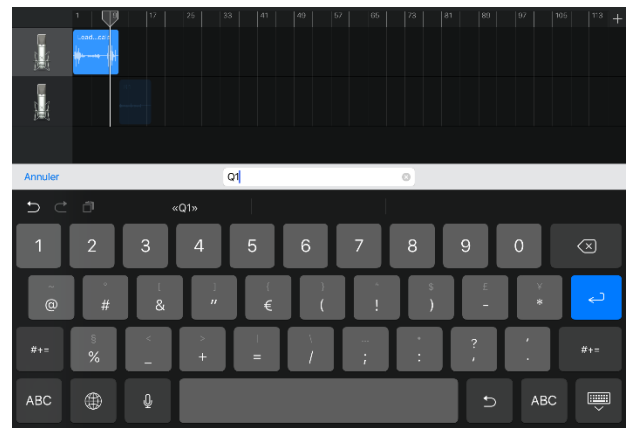 1 9 17 25 33 41 49 57 65 73 81 89 97 105 113 +
Annuler Q1
«Q1»
1 2 3 4 5 6 7 8 9 0
@ # & " € ( ! ) - *
#+= § % < _ > + | = \ / … ; : ? , ' . #+=
ABC ABC